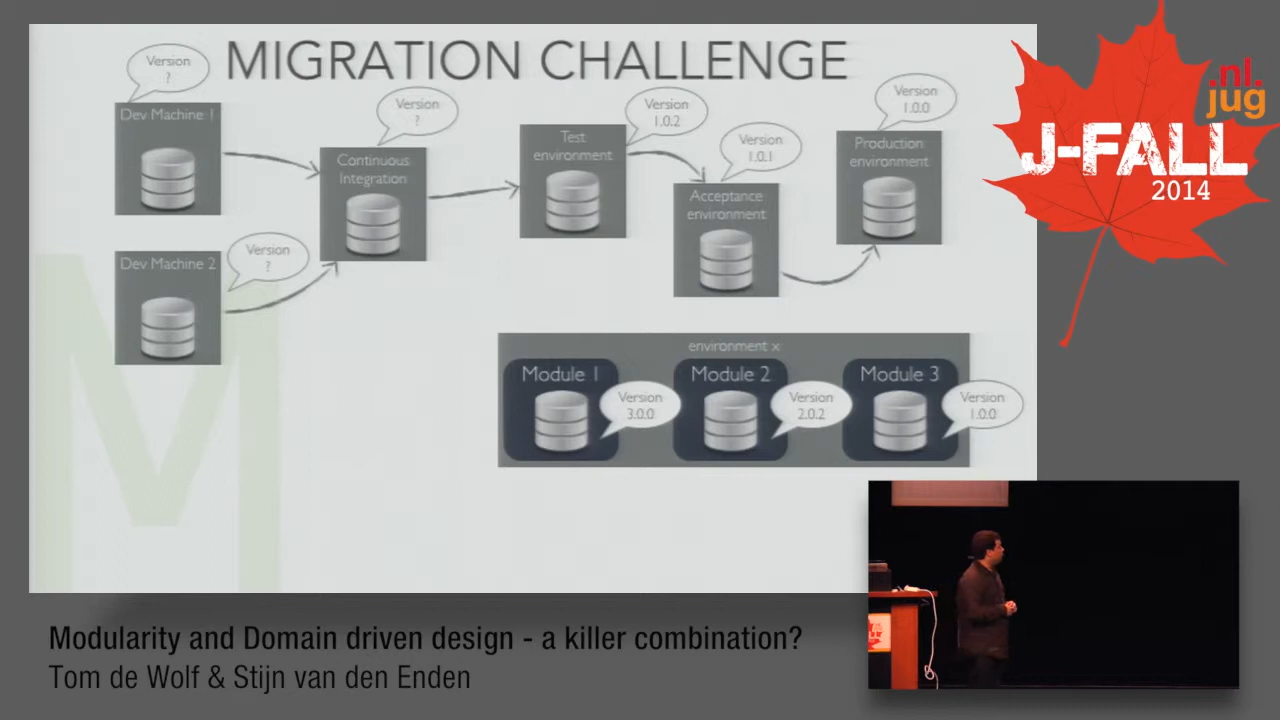 MIGRATION CHALLENGE
Version
?
Dev Machine 1
Version
?
Continuous
Integration
Dev Machine 2
Version
?
Version
1.0.2
Test
environment
Version
1.0.1
Acceptance
environment
Version
1.0.0
Production
environment
environment x
Module 1
Version
3.0.0
Module 2
Version
2.0.2
Module 3
Version
1.0.0
M
.nl.
jug
J-FALL
2014
Modularity and Domain driven design - a killer combination?
Tom de Wolf & Stijn van den Enden